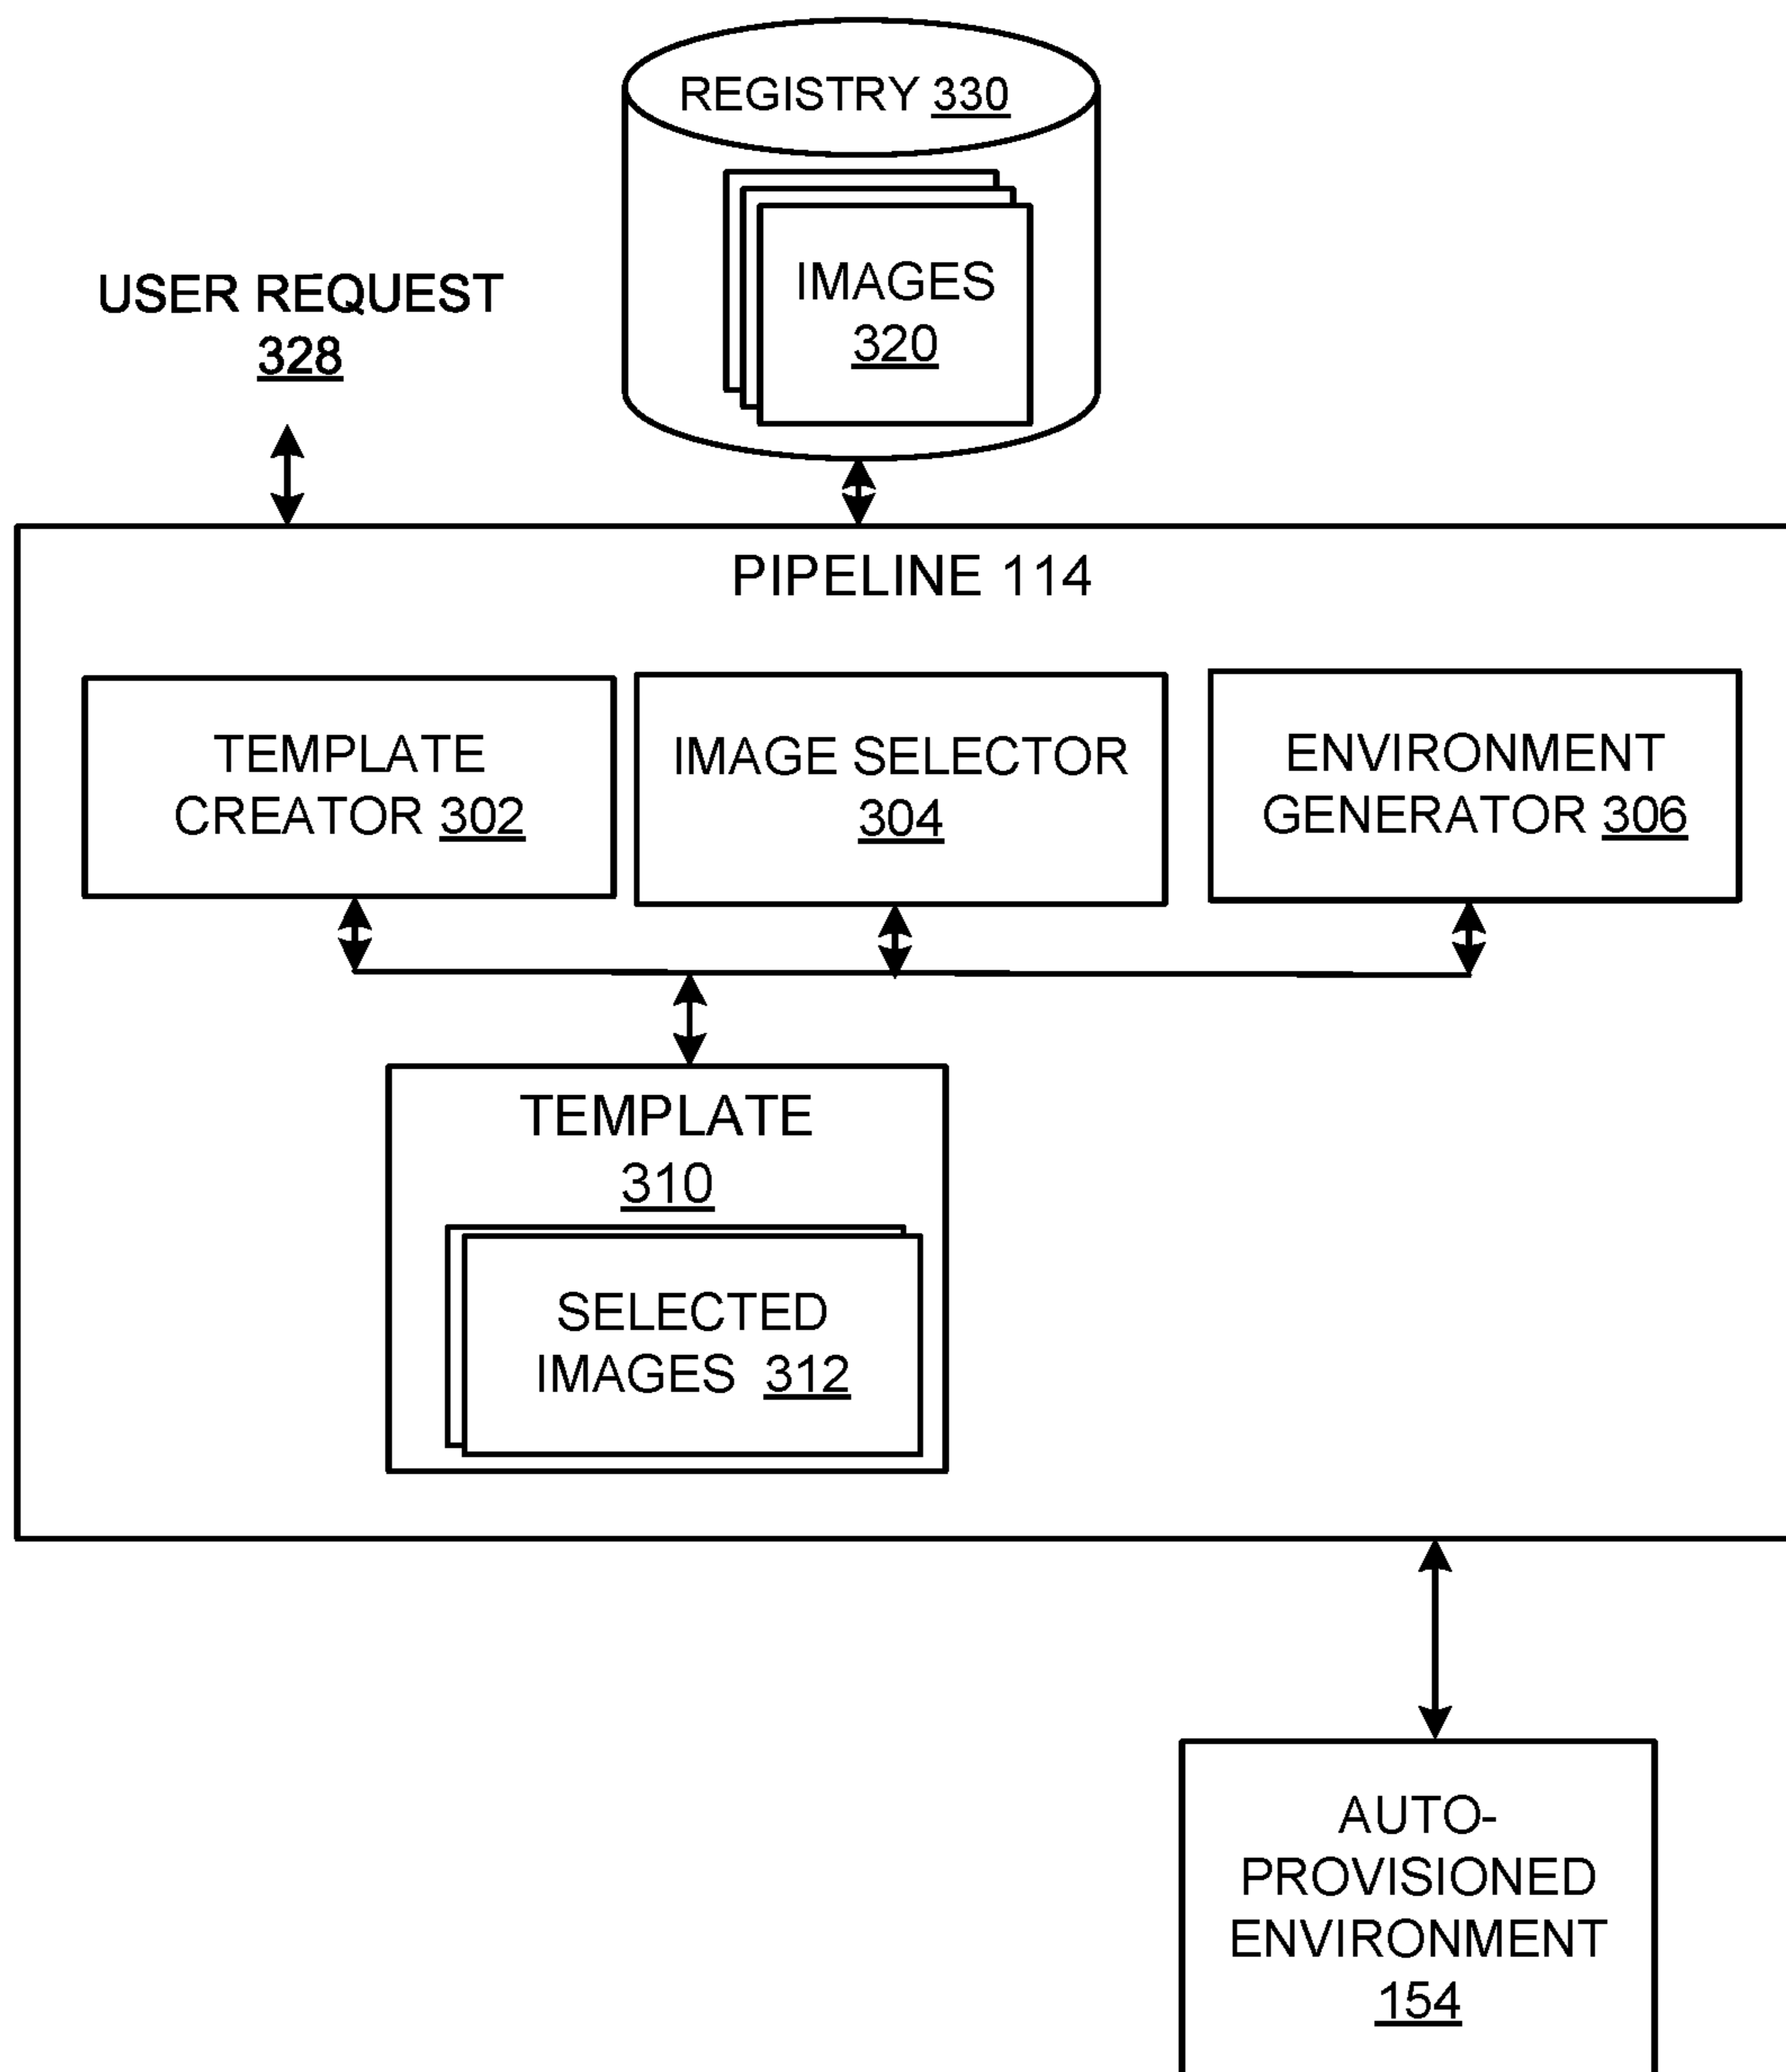 REGISTRY 330
IMAGES
320
USER REQUEST
328
PIPELINE 114
TEMPLATE
CREATOR 302
IMAGE SELECTOR
304
ENVIRONMENT
GENERATOR 306
TEMPLATE
310
SELECTED
IMAGES 312
AUTO-
PROVISIONED
ENVIRONMENT
154